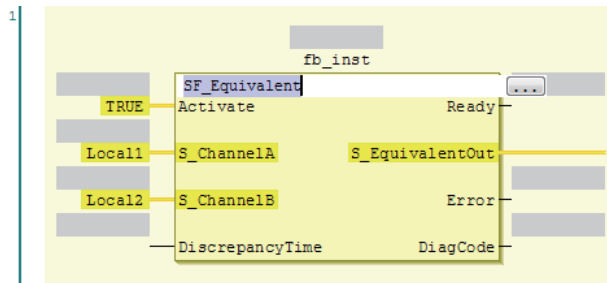 1
fb_inst
SF_Equivalent ...
TRUE Activate Ready
Local1 S_ChannelA S_EquivalentOut
Local2 S_ChannelB Error
DiscrepancyTime DiagCode